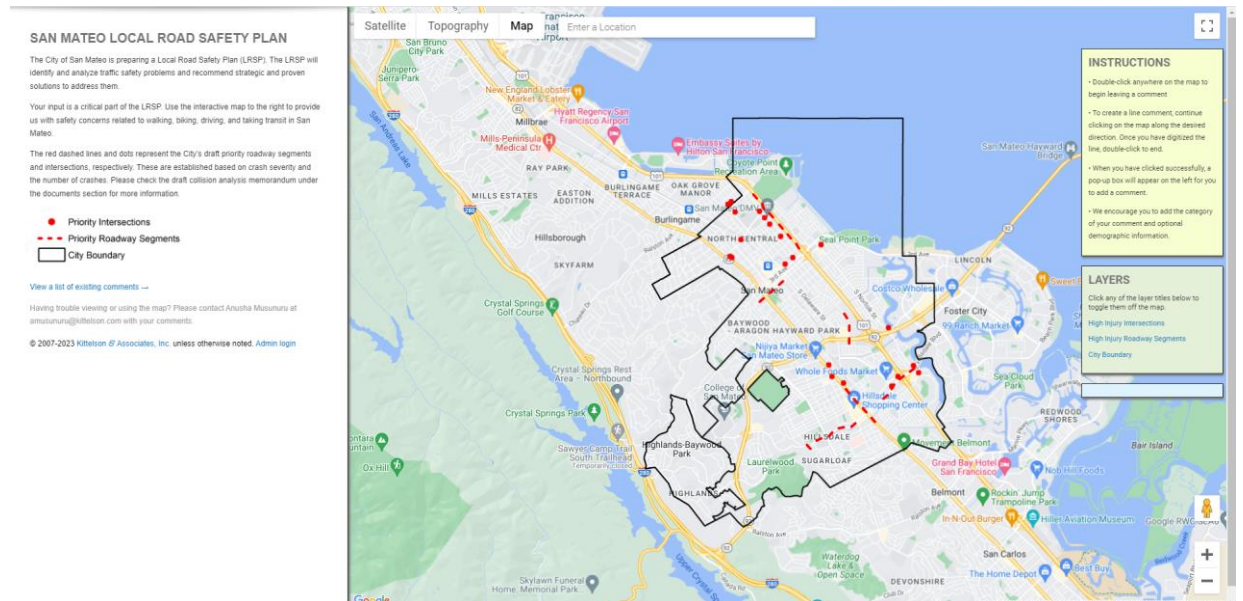 SAN MATEO LOCAL ROAD SAFETY PLAN
The City of San Mateo is preparing a Local Road Safety Plan (LRSP). The LRSP will
identify and analyze traffic safety problems and recommend strategic and proven
solutions to address them.
Your input is a critical part of the LRSP. Use the interactive map to the right to provide
us with safety concerns related to walking, biking, driving, and taking transit in San
Mateo.
The red dashed lines and dots represent the City's draft priority roadway segments
and intersections, respectively. These are established based on crash severity and
the number of crashes. Please check the draft collision analysis memorandum under
the documents section for more information.
Priority Intersections
Priority Roadway Segments
City Boundary
View a list of existing comments →
Having trouble viewing or using the map? Please contact Anusha Musunuru at
amusunuru@kittelson.com with your comments.
© 2007-2023 Kittelson & Associates, Inc. unless otherwise noted. Admin login
Satellite
Topography
Map
Enter a Location
San Bruno
City Park
Junipero-
Serra Park
San Andreas Lake
New England Lobster
Market & Eatery
Millbrae
Hyatt Regency San
Francisco Airport
Mills-Peninsula
Medical Ctr
Embassy Suites by
Hilton San Francisco
Coyote Point
Recreation Area
San Mateo Hayward
Bridge
RAY PARK
MILLS ESTATES
EASTON
ADDITION
BURLINGAME
TERRACE
OAK GROVE
MANOR
San Mateo DMV
Burlingame
Hillsborough
NORTH CENTRAL
Seal Point Park
SKYFARM
3rd Ave
LINCOLN
San Mateo
Costco Wholesale
Crystal Springs
Golf Course
Foster City
BAYWOOD
- ARAGON
HAYWARD PARK
99 Ranch Market
Nijiya Market
San Mateo Store
Crystal Springs Rest
Area - Northbound
Whole Foods Market
College of
San Mateo
Sea Cloud
Park
Hillsdale
Shopping Center
Crystal Springs Park
REDWOOD
SHORES
Sawyer Camp Trail
South Trailhead
Temporarily closed
Highlands-Baywood
Park
HILLSDALE
Movement Belmont
Bair Island
Ox Hill
SUGARLOAF
Laurelwood
Park
Grand Bay Hotel
San Francisco
Nob Hill Foods
HIGHLANDS
Belmont
Rockin' Jump
Trampoline Park
In-N-Out Burger
Hiller Aviation Museum
Ralston Ave
Waterdog
Lake &
Open Space
San Carlos
Skylawn Funeral
Home, Memorial Park
DEVONSHIRE
The Home Depot
Best Buy
Google
INSTRUCTIONS
• Double-click anywhere on the map to
begin leaving a comment
• To create a line comment, continue
clicking on the map along the desired
direction. Once you have digitized the
line, double-click to end.
• When you have clicked successfully, a
pop-up box will appear on the left for you
to add a comment.
• We encourage you to add the category
of your comment and optional
demographic information.
LAYERS
Click any of the layer titles below to
toggle them off the map.
High Injury Intersections
High Injury Roadway Segments
City Boundary